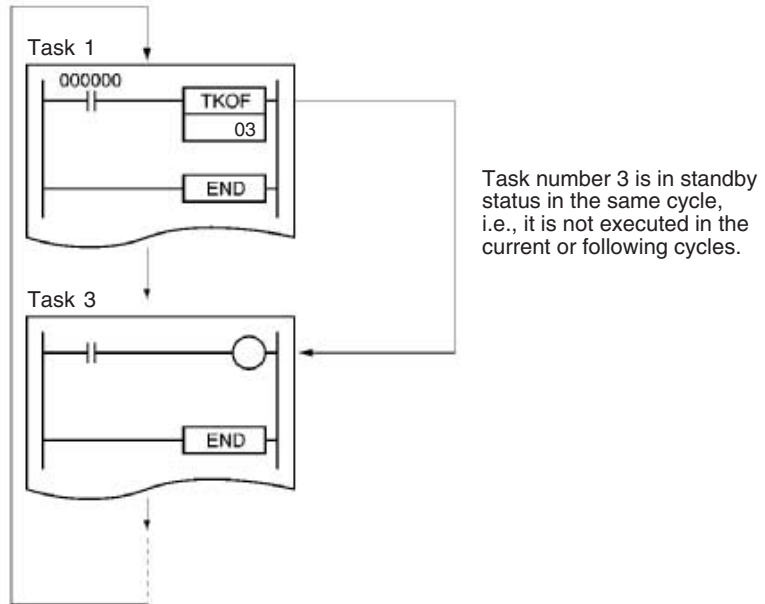 Task 1
000000
TKOF
03
END
Task number 3 is in standby
status in the same cycle,
i.e., it is not executed in the
current or following cycles.
Task 3
END